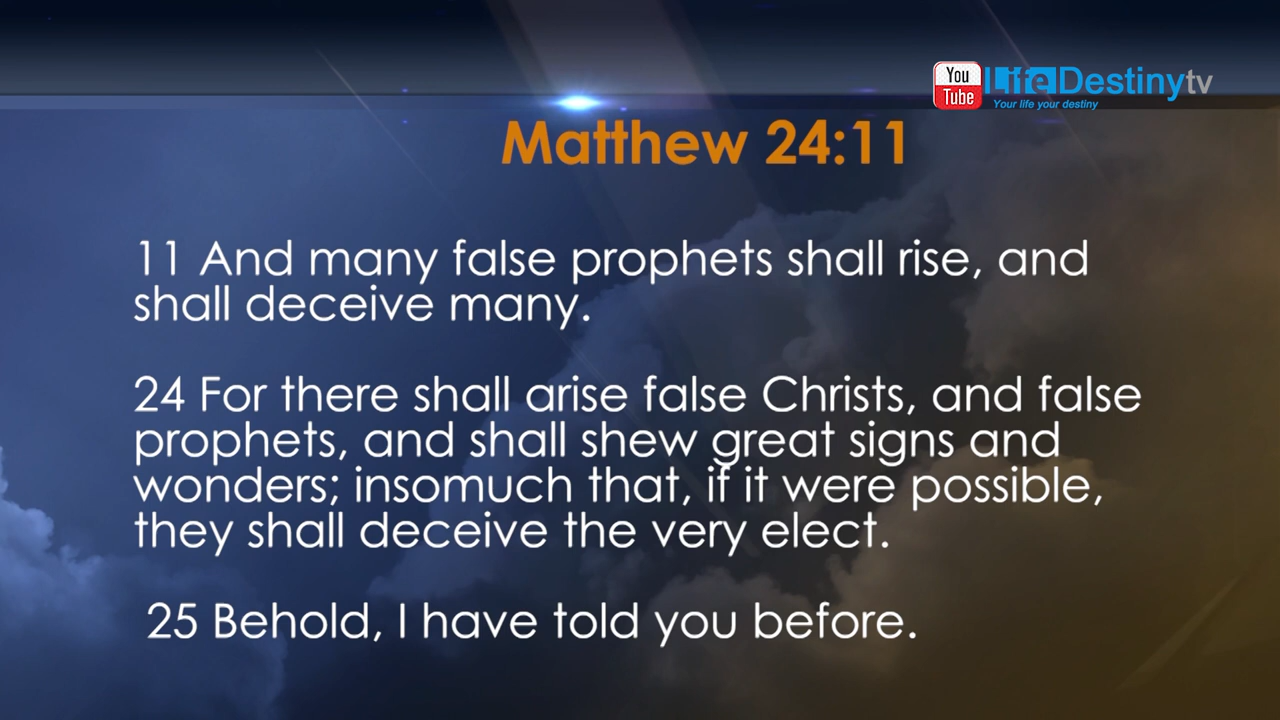 You
Tube
LifeDestinytv
Your life your destiny
Matthew 24:11
11 And many false prophets shall rise, and
shall deceive many.
24 For there shall arise false Christs, and false
prophets, and shall shew great signs and
wonders; insomuch that, if it were possible,
they shall deceive the very elect.
25 Behold, I have told you before.